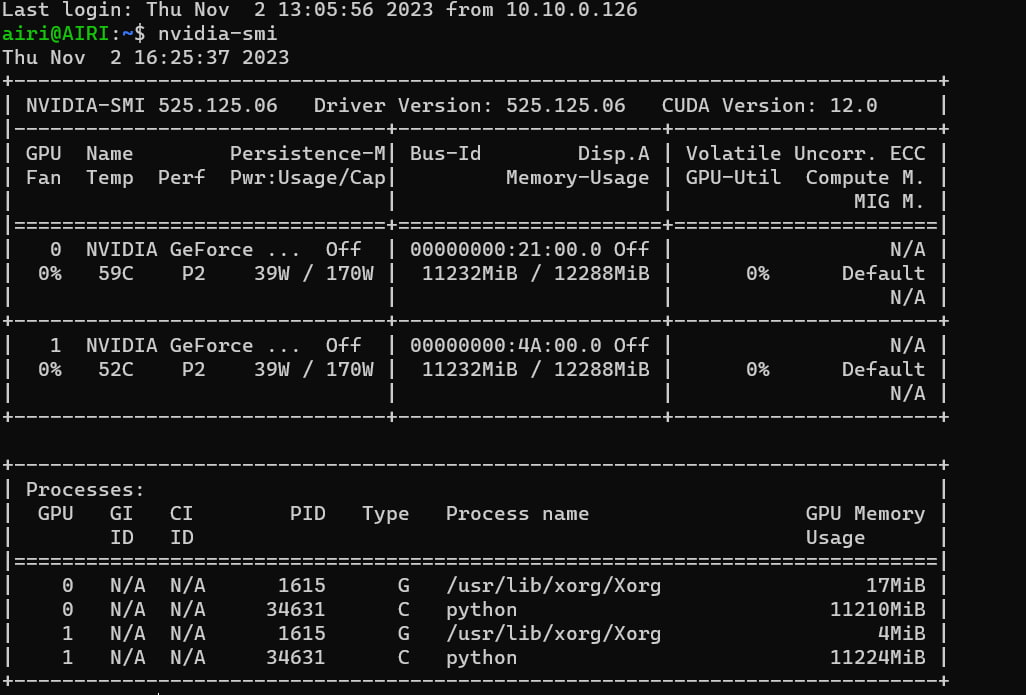 Last login: Thu Nov  2 13:05:56 2023 from 10.10.0.126
airi@AIRI:~$ nvidia-smi
Thu Nov  2 16:25:37 2023
+-----------------------------------------------------------------------------+
| NVIDIA-SMI 525.125.06   Driver Version: 525.125.06   CUDA Version: 12.0     |
|-------------------------------+----------------------+----------------------+
| GPU  Name        Persistence-M| Bus-Id        Disp.A | Volatile Uncorr. ECC |
| Fan  Temp  Perf  Pwr:Usage/Cap|         Memory-Usage | GPU-Util  Compute M. |
|                               |                      |               MIG M. |
|===============================+======================+======================|
|   0  NVIDIA GeForce ...  Off  | 00000000:21:00.0 Off |                  N/A |
|  0%   59C    P2    39W / 170W |  11232MiB / 12288MiB |      0%      Default |
|                               |                      |                  N/A |
+-------------------------------+----------------------+----------------------+
|   1  NVIDIA GeForce ...  Off  | 00000000:4A:00.0 Off |                  N/A |
|  0%   52C    P2    39W / 170W |  11232MiB / 12288MiB |      0%      Default |
|                               |                      |                  N/A |
+-------------------------------+----------------------+----------------------+

+-----------------------------------------------------------------------------+
| Processes:                                                                  |
|  GPU   GI   CI        PID   Type   Process name                  GPU Memory |
|        ID   ID                                                   Usage      |
|=============================================================================|
|    0   N/A  N/A      1615      G   /usr/lib/xorg/Xorg                 17MiB |
|    0   N/A  N/A     34631      C   python                          11210MiB |
|    1   N/A  N/A      1615      G   /usr/lib/xorg/Xorg                  4MiB |
|    1   N/A  N/A     34631      C   python                          11224MiB |
+-----------------------------------------------------------------------------+